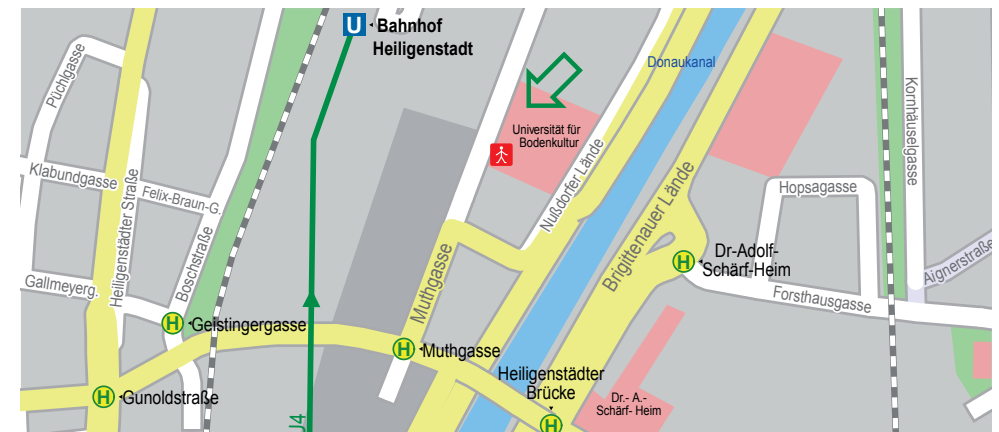 U
Bahnhof
Heiligenstadt
Donaukanal
Püchlgasse
Kornhäuselgasse
Universität für
Bodenkultur
Klabundgasse
Felix-Braun-G.
Heiligenstädter Straße
Nußdorfer Lände
Hopsagasse
Boschstraße
Brigittenauer Lände
Dr-Adolf-
Schärf-Heim
Aignerstraße
Gallmeyerg.
Muthgasse
H
Forsthausgasse
H
Geistingergasse
H
Muthgasse
Heiligenstädter
Brücke
H
Gunoldstraße
Dr.- A.-
Schärf- Heim
U4
H